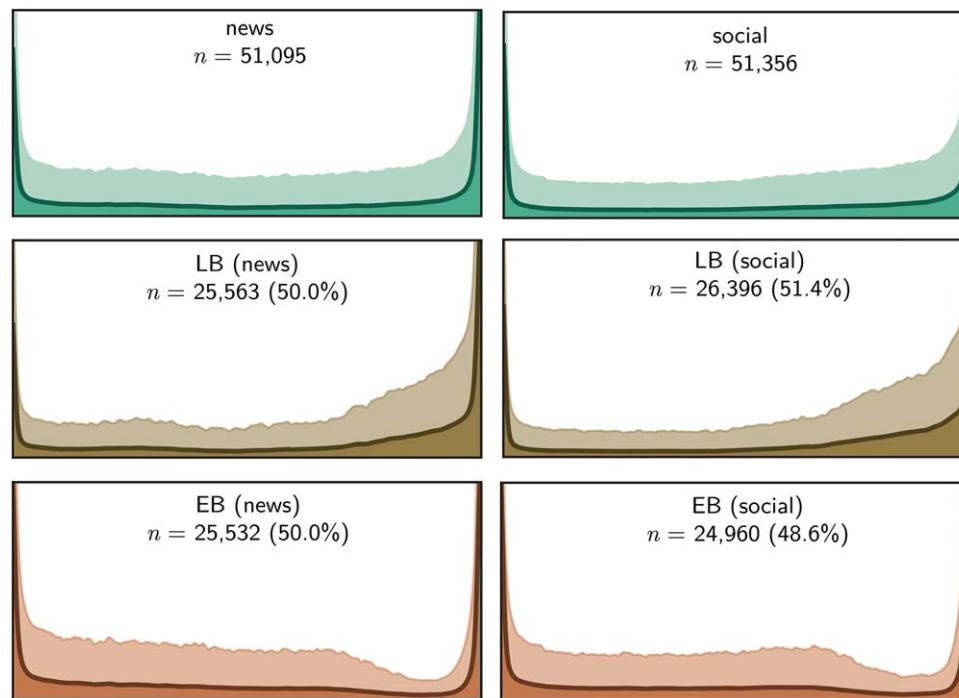 news
n = 51,095
social
n = 51,356
LB (news)
n = 25,563 (50.0%)
LB (social)
n = 26,396 (51.4%)
EB (news)
n = 25,532 (50.0%)
EB (social)
n = 24,960 (48.6%)